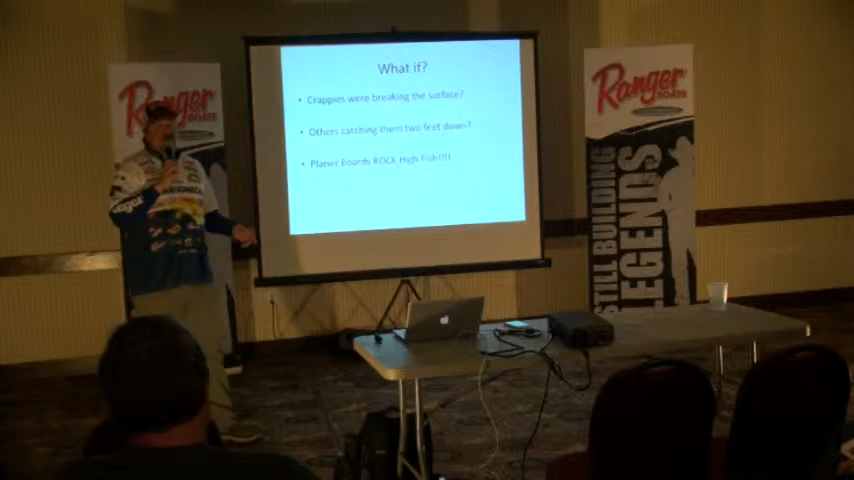 What if?
• Crappies were breaking the surface?
• Others catching them two feet down?
• Planet Boards ROCK High Fish!!!!
Ranger
BOATS
Ranger
BOATS
STILL BUILDING
LEGENDS